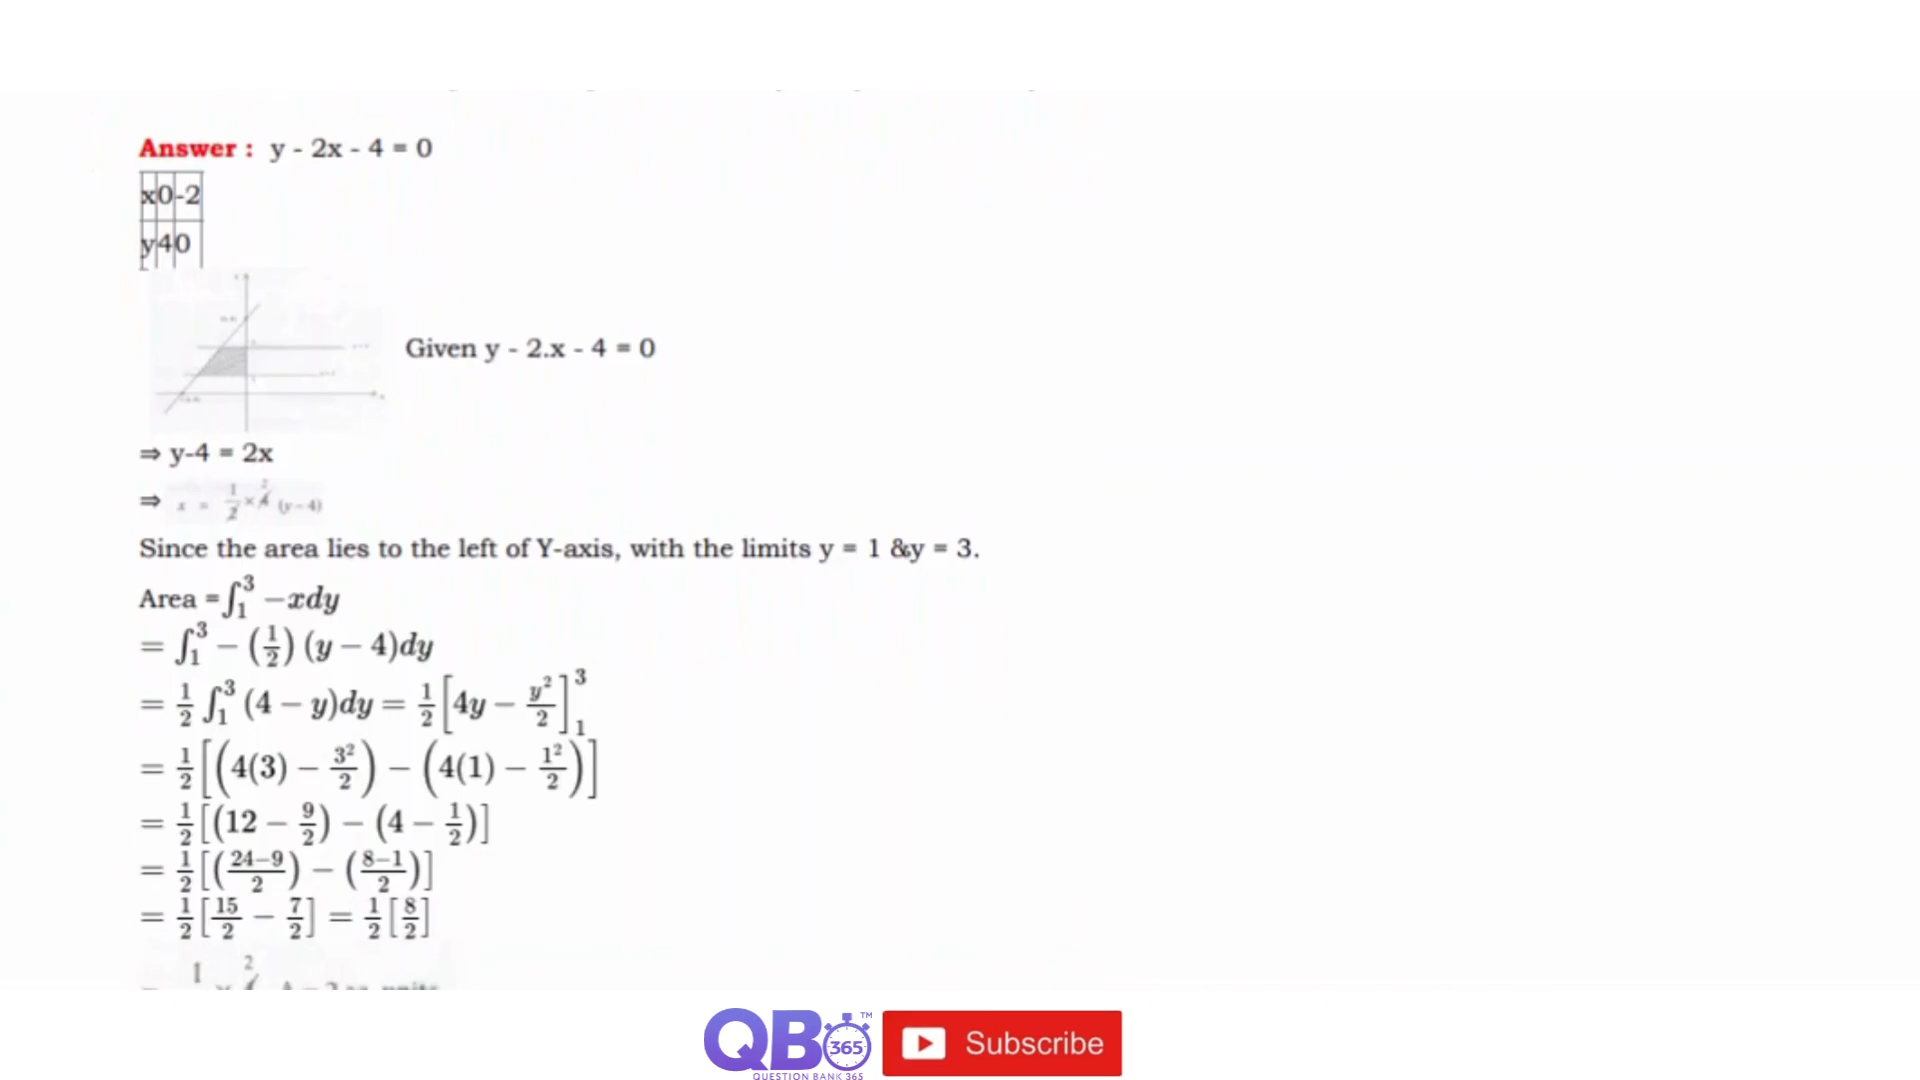 Answer : y - 2x - 4 = 0
x 0 -2
y 4 0
Given y - 2.x - 4 = 0
⇒ y-4 = 2x
⇒ x = 1/2 × (y - 4)
Since the area lies to the left of Y-axis, with the limits y = 1 &y = 3.
Area = ∫₁³ −xdy
= ∫₁³ − (1/2) (y − 4)dy
= 1/2 ∫₁³ (4 − y)dy = 1/2 [4y − y²/2]₁³
= 1/2 [(4(3) − 3²/2) − (4(1) − 1²/2)]
= 1/2 [(12 − 9/2) − (4 − 1/2)]
= 1/2 [(24−9/2) − (8−1/2)]
= 1/2 [15/2 − 7/2] = 1/2 [8/2]
QB365™
QUESTION BANK 365
Subscribe